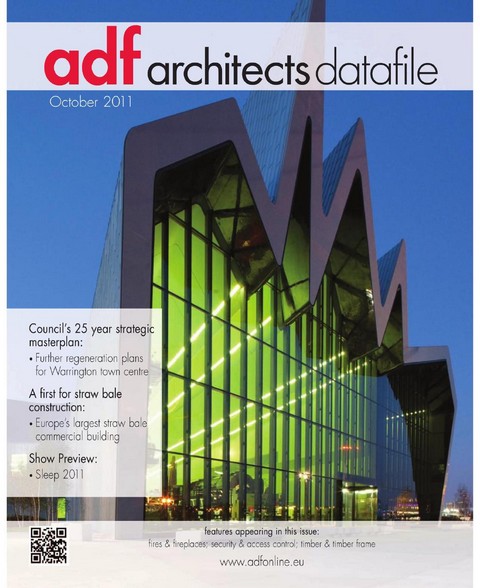 adf architects datafile
October 2011
Council's 25 year strategic
masterplan:
• Further regeneration plans
for Warrington town centre
A first for straw bale
construction:
• Europe's largest straw bale
commercial building
Show Preview:
• Sleep 2011
features appearing in this issue:
fires & fireplaces; security & access control; timber & timber frame
www.adfonline.eu